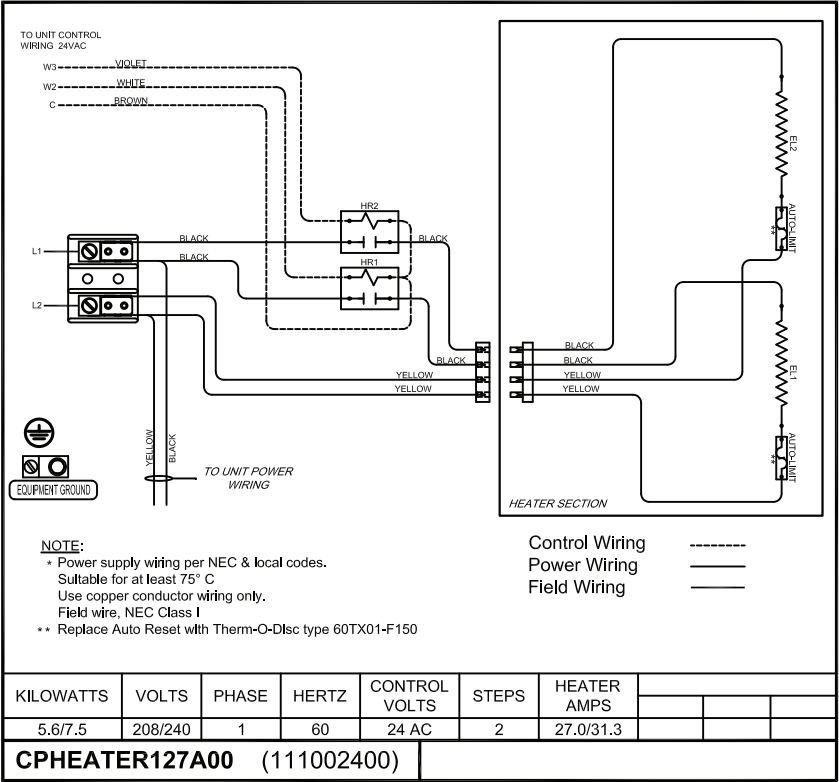 TO UNIT CONTROL
WIRING 24VAC
W3
VIOLET
W2
WHITE
C
BROWN
HR2
BLACK
BLACK
L1
BLACK
HR1
L2
BLACK
YELLOW
YELLOW
BLACK
BLACK
YELLOW
YELLOW
EL2
AUTO-LIMIT
**
EL1
AUTO-LIMIT
**
YELLOW
BLACK
TO UNIT POWER
WIRING
EQUIPMENT GROUND
HEATER SECTION
NOTE:
* Power supply wiring per NEC & local codes.
Suitable for at least 75° C
Use copper conductor wiring only.
Field wire, NEC Class I
** Replace Auto Reset with Therm-O-Disc type 60TX01-F150
Control Wiring
Power Wiring
Field Wiring
KILOWATTS VOLTS PHASE HERTZ CONTROL VOLTS STEPS HEATER AMPS
5.6/7.5 208/240 1 60 24 AC 2 27.0/31.3
CPHEATER127A00 (111002400)